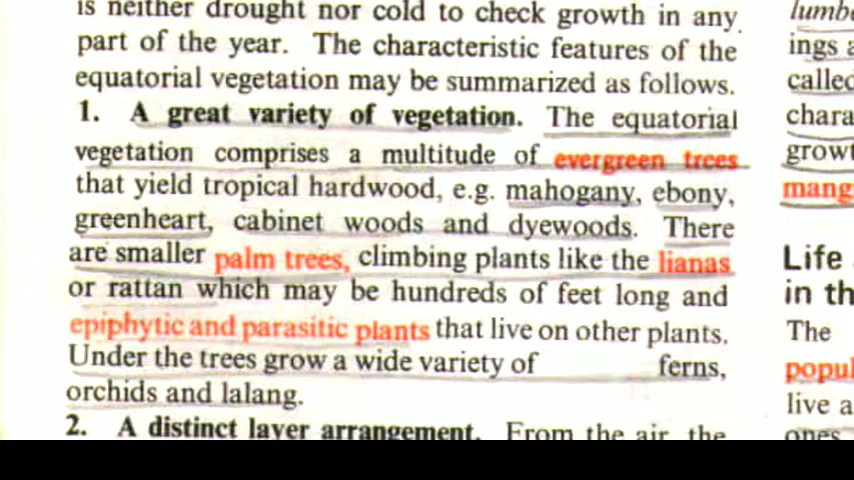 is neither drought nor cold to check growth in any
part of the year. The characteristic features of the
equatorial vegetation may be summarized as follows.
1. A great variety of vegetation. The equatorial
vegetation comprises a multitude of evergreen trees
that yield tropical hardwood, e.g. mahogany, ebony,
greenheart, cabinet woods and dyewoods. There
are smaller palm trees, climbing plants like the lianas
or rattan which may be hundreds of feet long and
epiphytic and parasitic plants that live on other plants.
Under the trees grow a wide variety of ferns,
orchids and lalang.
2. A distinct layer arrangement. From the air, the
ings
called
Life
in
The
live a
ones